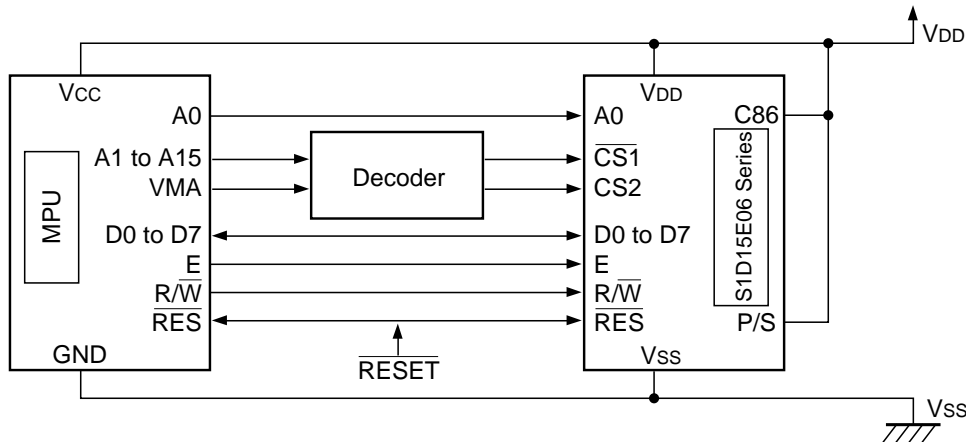 VDD
VCC
VDD
A0
A0
C86
A1 to A15
CS1
VMA
Decoder
CS2
MPU
S1D15E06 Series
D0 to D7
D0 to D7
E
E
R/W
R/W
RES
RES
P/S
GND
RESET
VSS
VSS